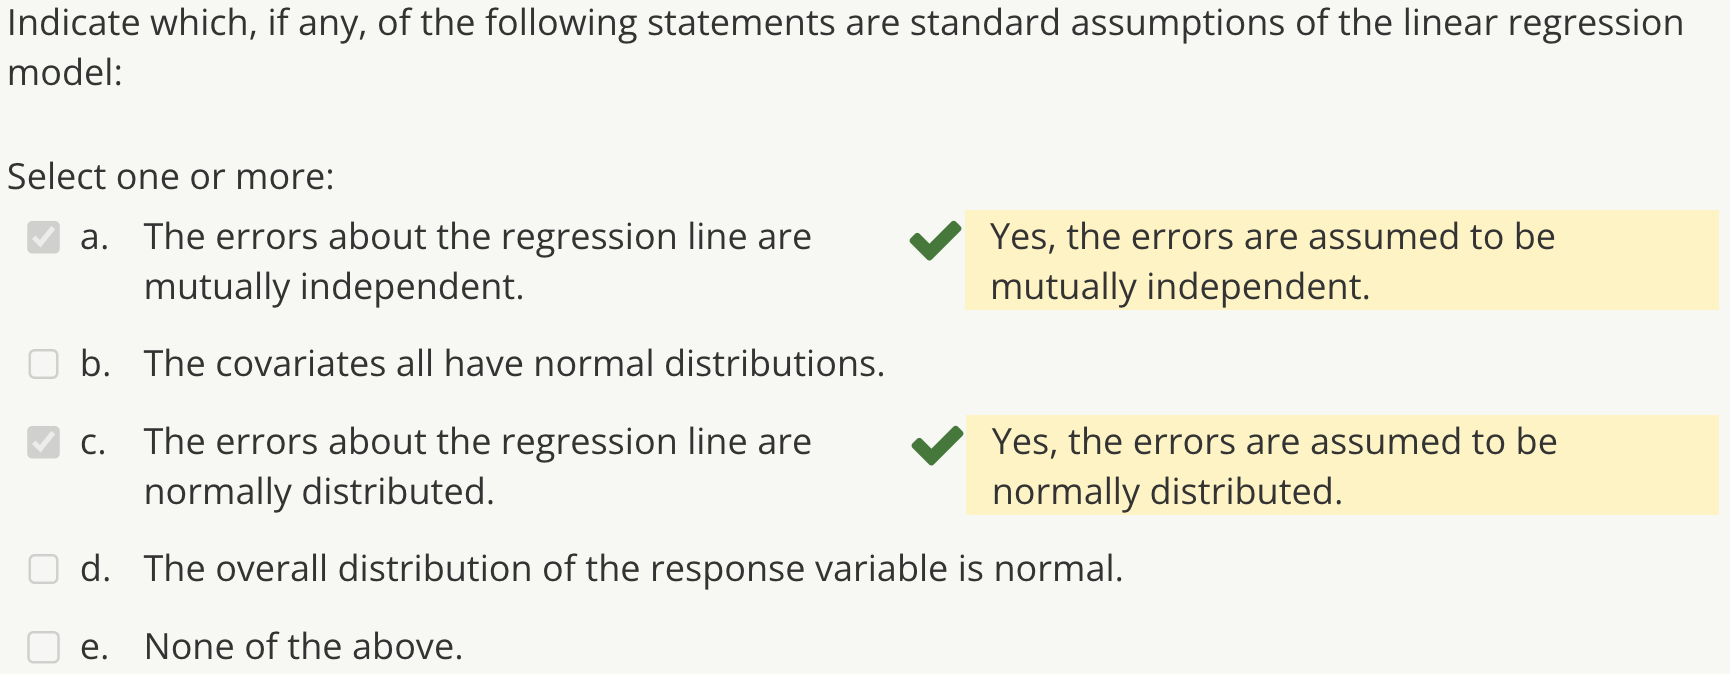 Indicate which, if any, of the following statements are standard assumptions of the linear regression
model:
Select one or more:
a. The errors about the regression line are
mutually independent.
Yes, the errors are assumed to be
mutually independent.
b. The covariates all have normal distributions.
c. The errors about the regression line are
normally distributed.
Yes, the errors are assumed to be
normally distributed.
d. The overall distribution of the response variable is normal.
e. None of the above.